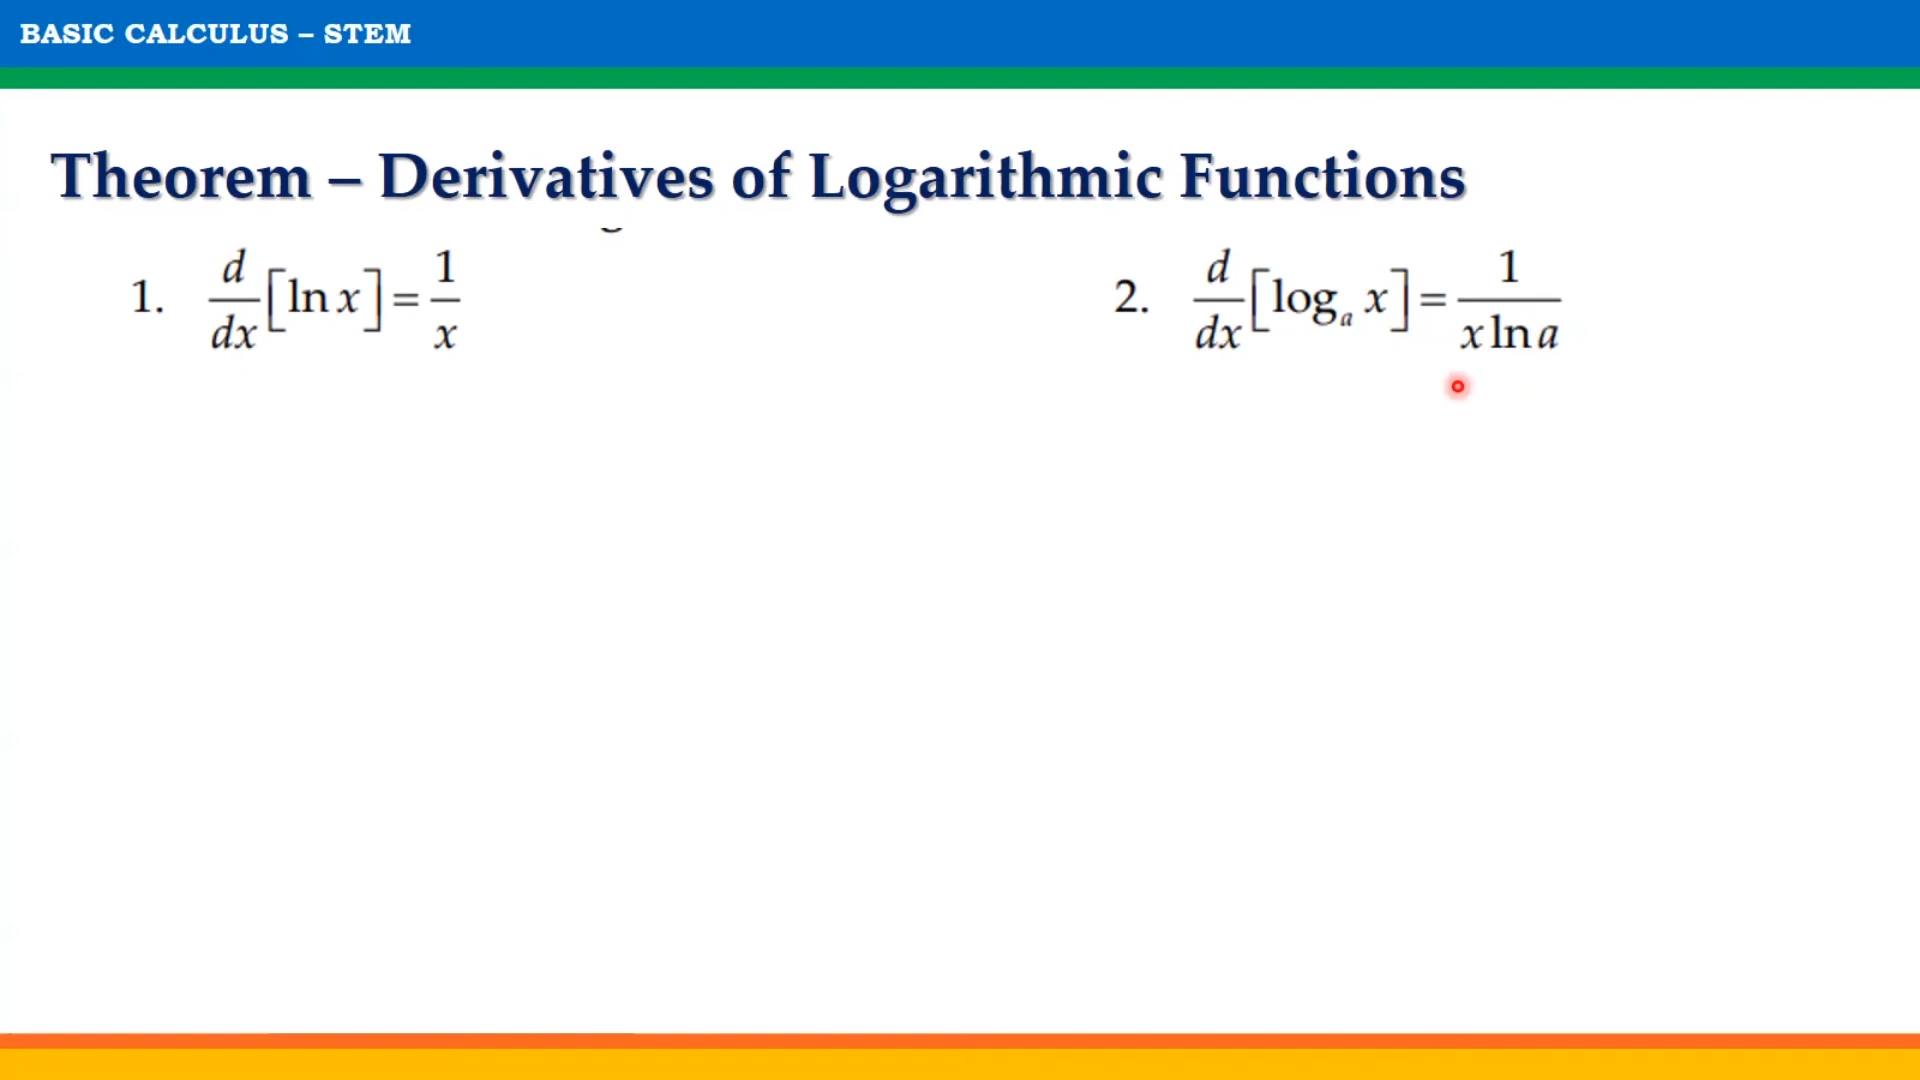 BASIC CALCULUS – STEM
Theorem – Derivatives of Logarithmic Functions
1. d/dx [ln x] = 1/x
2. d/dx [log_a x] = 1/(x ln a)